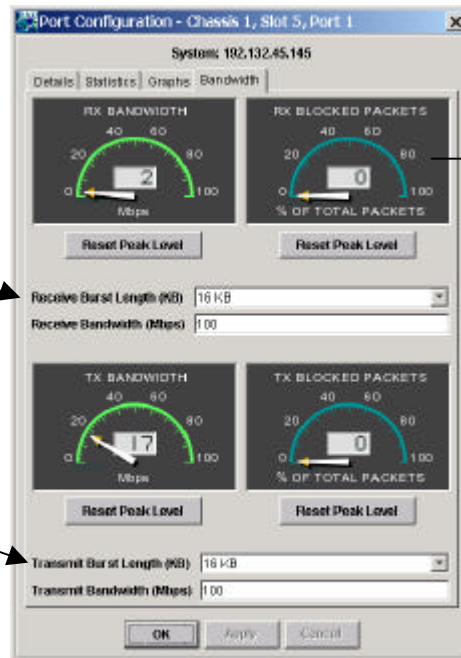 Port Configuration - Chassis 1, Slot 5, Port 1
System: 192.132.45.145
Details Statistics Graphs Bandwidth
RX BANDWIDTH
0 20 40 60 80 100
2
Mbps
Reset Peak Level
RX BLOCKED PACKETS
0 20 40 60 80 100
0
% OF TOTAL PACKETS
Reset Peak Level
Receive Burst Length (KB) 16 KB
Receive Bandwidth (Mbps) 100
TX BANDWIDTH
0 20 40 60 80 100
17
Mbps
Reset Peak Level
TX BLOCKED PACKETS
0 20 40 60 80 100
0
% OF TOTAL PACKETS
Reset Peak Level
Transmit Burst Length (KB) 16 KB
Transmit Bandwidth (Mbps) 100
OK Apply Cancel